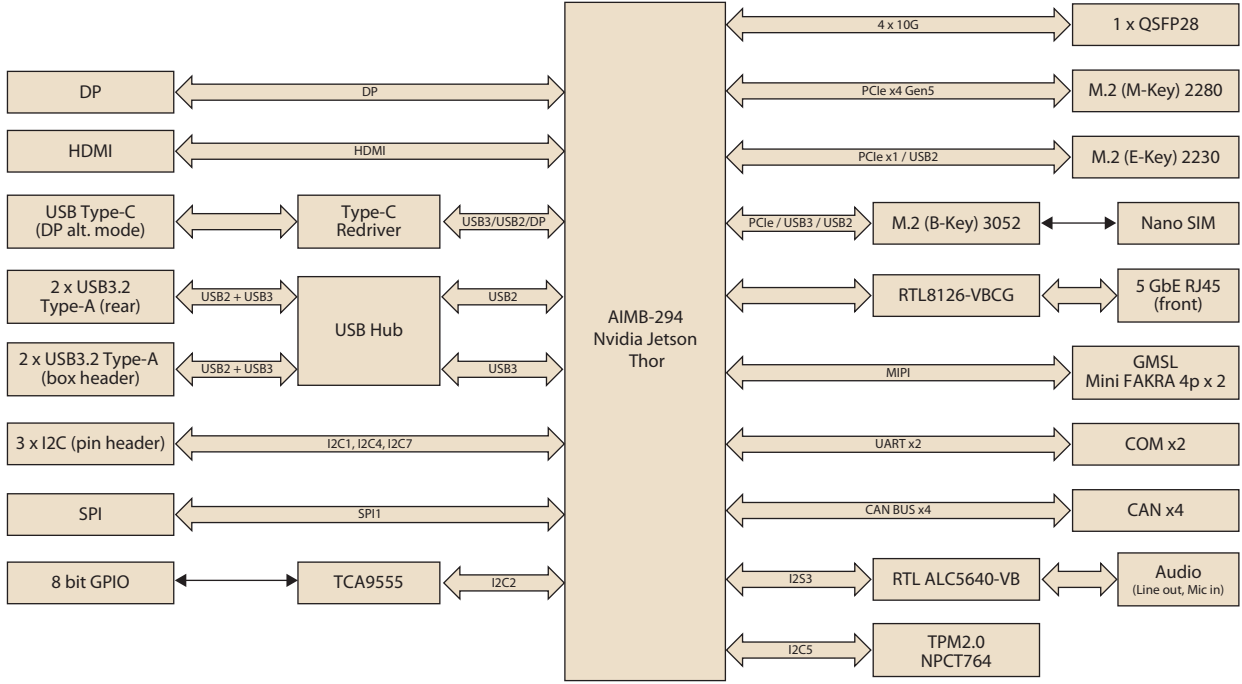 4 x 10G
1 x QSFP28
DP
DP
PCIe x4 Gen5
M.2 (M-Key) 2280
HDMI
HDMI
PCIe x1 / USB2
M.2 (E-Key) 2230
USB Type-C
(DP alt. mode)
Type-C
Redriver
USB3/USB2/DP
PCIe / USB3 / USB2
M.2 (B-Key) 3052
Nano SIM
2 x USB3.2
Type-A (rear)
USB2 + USB3
USB Hub
USB2
AIMB-294
Nvidia Jetson
Thor
RTL8126-VBCG
5 GbE RJ45
(front)
2 x USB3.2 Type-A
(box header)
USB2 + USB3
USB3
MIPI
GMSL
Mini FAKRA 4p x 2
3 x I2C (pin header)
I2C1, I2C4, I2C7
UART x2
COM x2
SPI
SPI1
CAN BUS x4
CAN x4
8 bit GPIO
TCA9555
I2C2
I2S3
RTL ALC5640-VB
Audio
(Line out, Mic in)
I2C5
TPM2.0
NPCT764